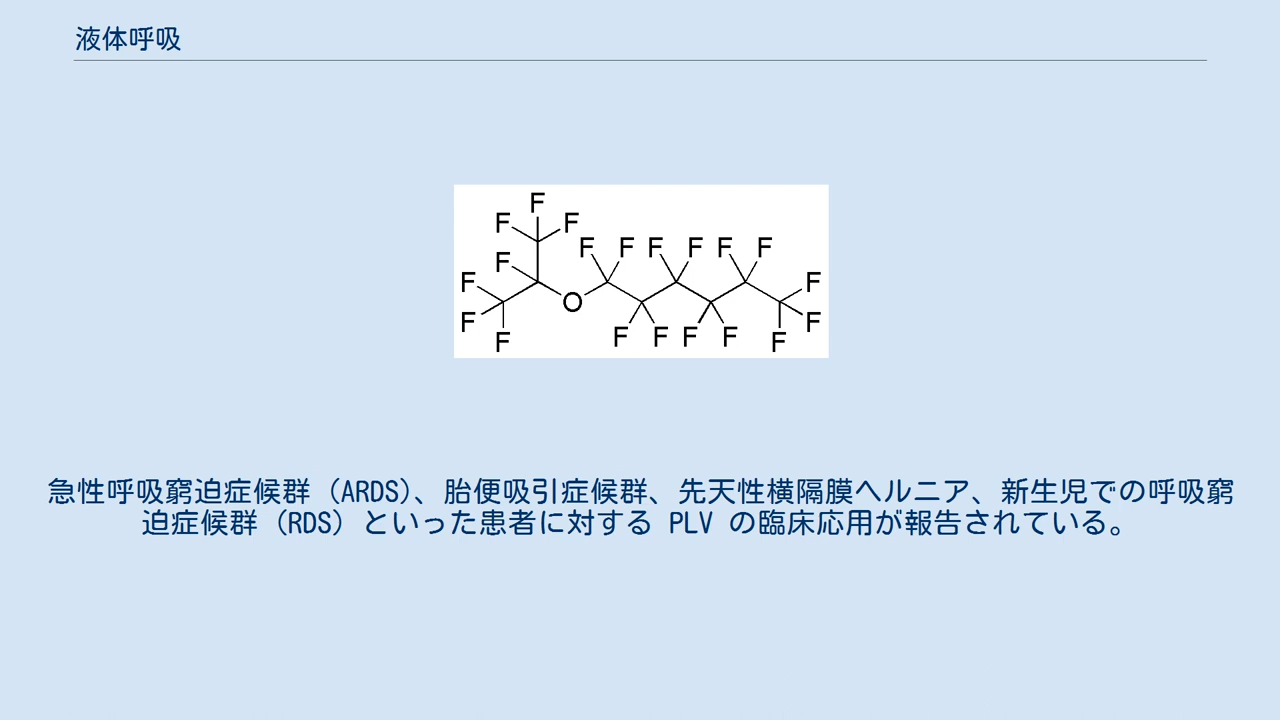 液体呼吸
F
F F
F F F F F F F
F
F F
O
F F
F F F F F F
急性呼吸窮迫症候群（ARDS）、胎便吸引症候群、先天性横隔膜ヘルニア、新生児での呼吸窮
迫症候群（RDS）といった患者に対する PLV の臨床応用が報告されている。